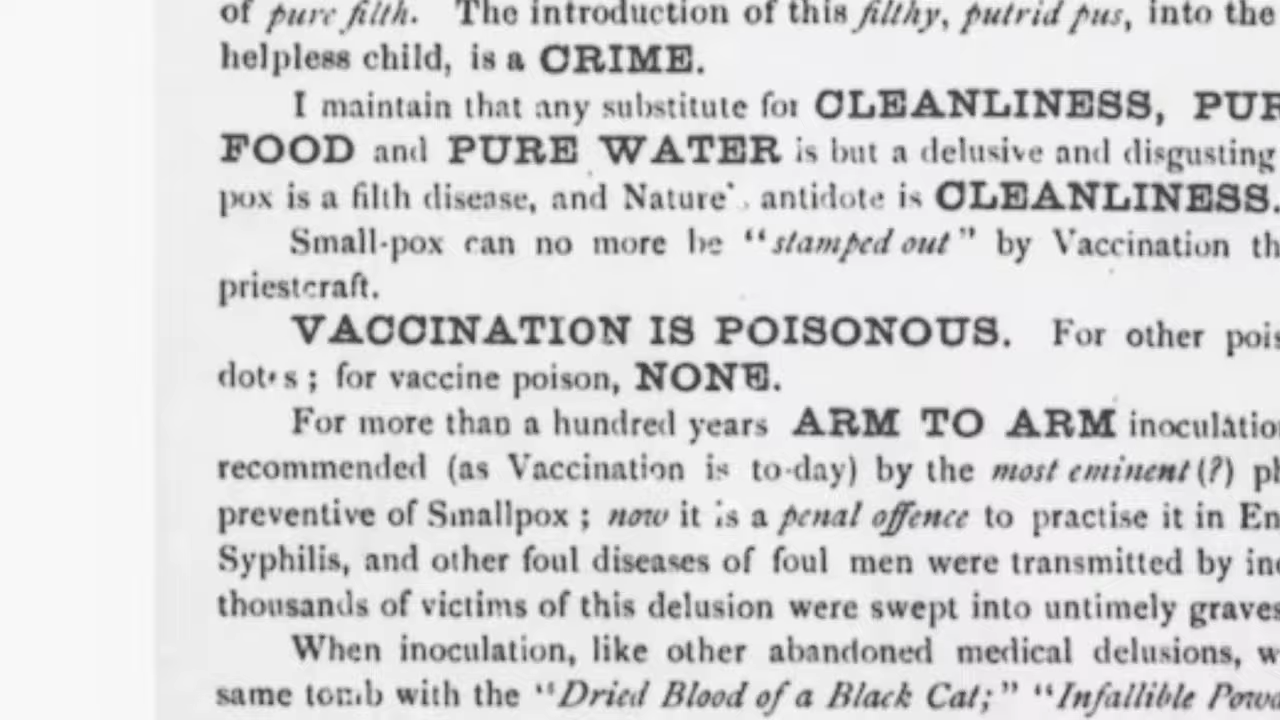 of pure filth. The introduction of this filthy, putrid pus, into the
helpless child, is a CRIME.
I maintain that any substitute for CLEANLINESS, PUR
FOOD and PURE WATER is but a delusive and disgusting
pox is a filth disease, and Nature's antidote is CLEANLINESS.
Small-pox can no more be "stamped out" by Vaccination th
priestcraft.
VACCINATION IS POISONOUS. For other pois
dotes; for vaccine poison, NONE.
For more than a hundred years ARM TO ARM inoculation
recommended (as Vaccination is to-day) by the most eminent (?) ph
preventive of Smallpox; now it is a penal offence to practise it in En
Syphilis, and other foul diseases of foul men were transmitted by ino
thousands of victims of this delusion were swept into untimely graves
When inoculation, like other abandoned medical delusions, w
same tomb with the "Dried Blood of a Black Cat;" "Infallible Powd